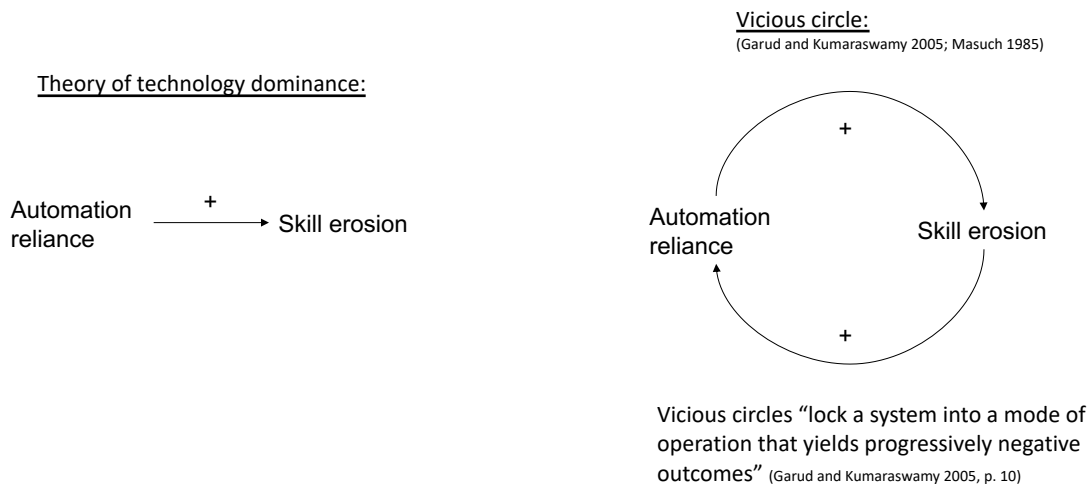 Theory of technology dominance:
Automation
reliance
+
Skill erosion
Vicious circle:
(Garud and Kumaraswamy 2005; Masuch 1985)
+
Automation
reliance
Skill erosion
+
Vicious circles “lock a system into a mode of
operation that yields progressively negative
outcomes” (Garud and Kumaraswamy 2005, p. 10)